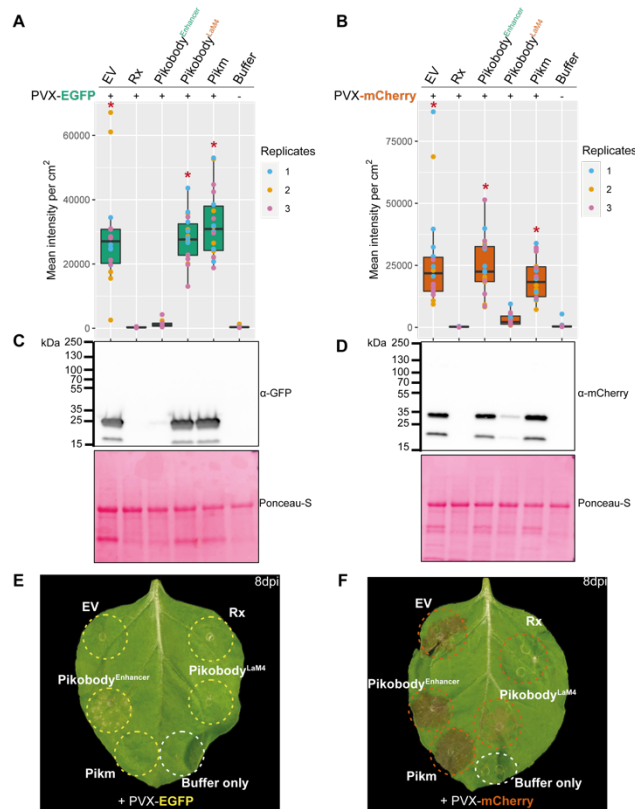 A
EV
Rx
Pikobody^Enhancer
Pikobody^LaM4
Pikm
Buffer
PVX-EGFP + + + + + -
* * *
Mean intensity per cm²
60000
40000
20000
0
Replicates
1
2
3
B
EV
Rx
Pikobody^Enhancer
Pikobody^LaM4
Pikm
Buffer
PVX-mCherry + + + + + -
* * *
Mean intensity per cm²
75000
50000
25000
0
Replicates
1
2
3
C
kDa
250
130
100
70
55
35
25
15
α-GFP
Ponceau-S
D
kDa
250
130
100
70
55
35
25
15
α-mCherry
Ponceau-S
E
8dpi
EV
Rx
Pikobody^Enhancer
Pikobody^LaM4
Pikm
Buffer only
+ PVX-EGFP
F
8dpi
EV
Rx
Pikobody^Enhancer
Pikobody^LaM4
Pikm
Buffer only
+ PVX-mCherry